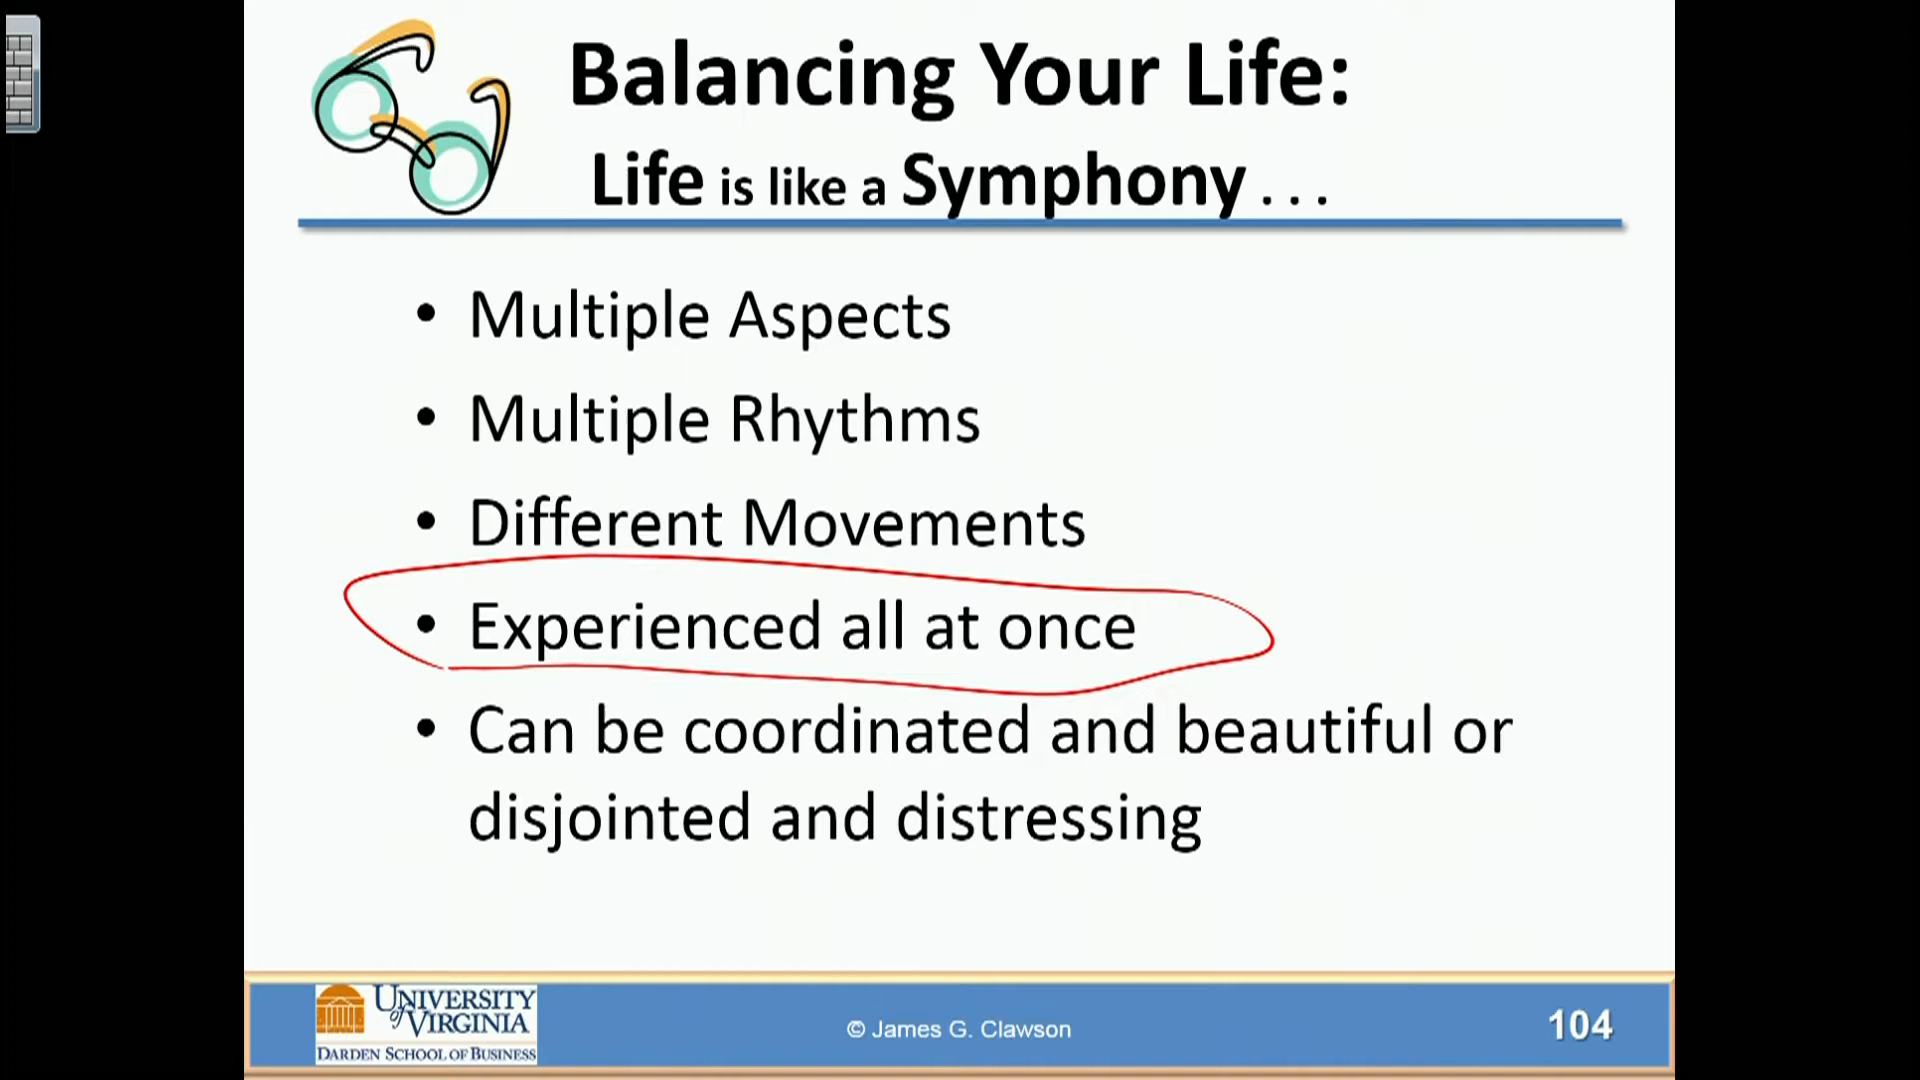 Balancing Your Life:
Life is like a Symphony . . .
• Multiple Aspects
• Multiple Rhythms
• Different Movements
• Experienced all at once
• Can be coordinated and beautiful or
disjointed and distressing
UNIVERSITY
of VIRGINIA
DARDEN SCHOOL OF BUSINESS
© James G. Clawson
104